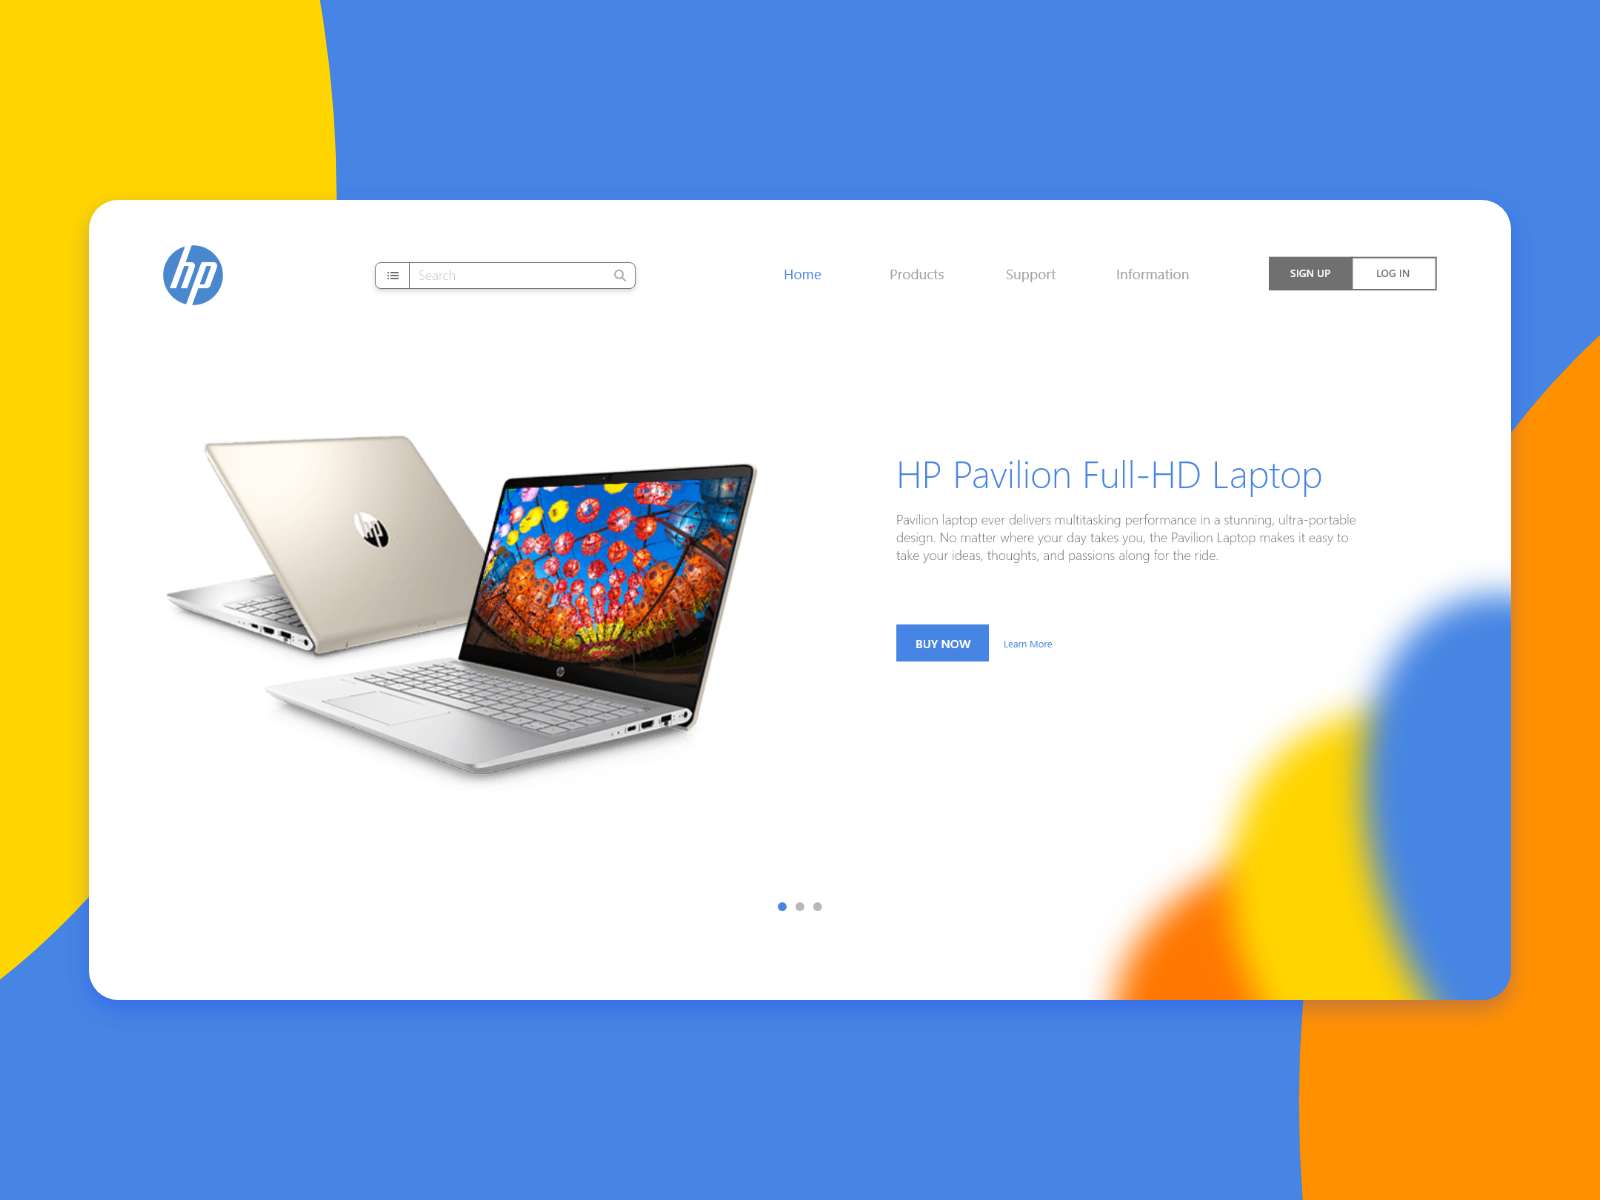 hp
Search
Home
Products
Support
Information
SIGN UP
LOG IN
hp
HP Pavilion Full-HD Laptop
Pavilion laptop ever delivers multitasking performance in a stunning, ultra-portable
design. No matter where your day takes you, the Pavilion Laptop makes it easy to
take your ideas, thoughts, and passions along for the ride.
BUY NOW
Learn More
hp